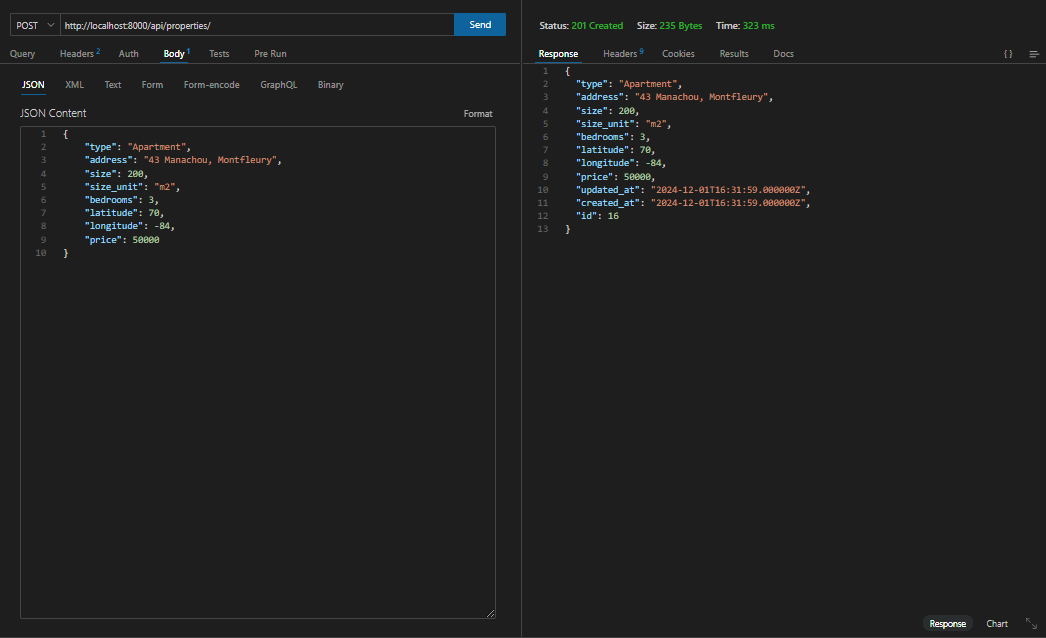 POST http://localhost:8000/api/properties/ Send
Query Headers 2 Auth Body 1 Tests Pre Run
JSON XML Text Form Form-encode GraphQL Binary
JSON Content Format
1 {
2 "type": "Apartment",
3 "address": "43 Manachou, Montfleury",
4 "size": 200,
5 "size_unit": "m2",
6 "bedrooms": 3,
7 "latitude": 70,
8 "longitude": -84,
9 "price": 50000
10 }
Status: 201 Created Size: 235 Bytes Time: 323 ms
Response Headers 9 Cookies Results Docs { }
1 {
2 "type": "Apartment",
3 "address": "43 Manachou, Montfleury",
4 "size": 200,
5 "size_unit": "m2",
6 "bedrooms": 3,
7 "latitude": 70,
8 "longitude": -84,
9 "price": 50000,
10 "updated_at": "2024-12-01T16:31:59.000000Z",
11 "created_at": "2024-12-01T16:31:59.000000Z",
12 "id": 16
13 }
Response Chart